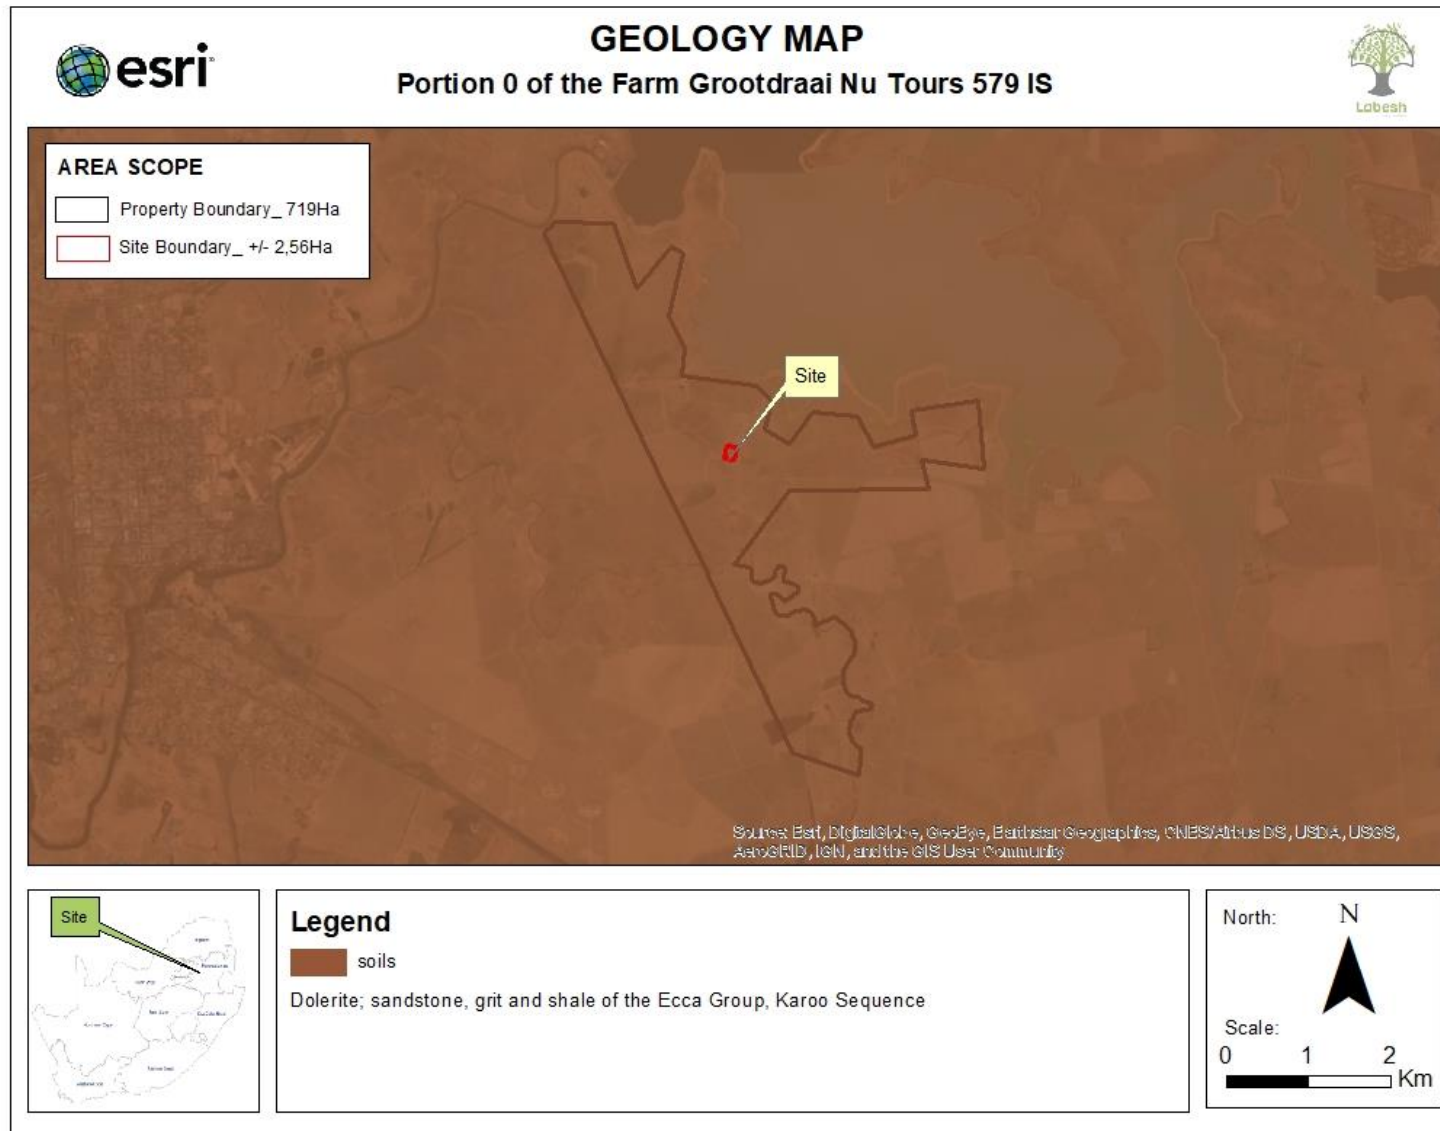 esri
GEOLOGY MAP
Portion 0 of the Farm Grootdraai Nu Tours 579 IS
Labesh
AREA SCOPE
Property Boundary_ 719Ha
Site Boundary_ +/- 2,56Ha
Site
Source: Esri, DigitalGlobe, GeoEye, Earthstar Geographics, CNES/Airbus DS, USDA, USGS,
AeroGRID, IGN, and the GIS User Community
Site
Legend
soils
Dolerite; sandstone, grit and shale of the Ecca Group, Karoo Sequence
North:
N
Scale:
0 1 2
Km